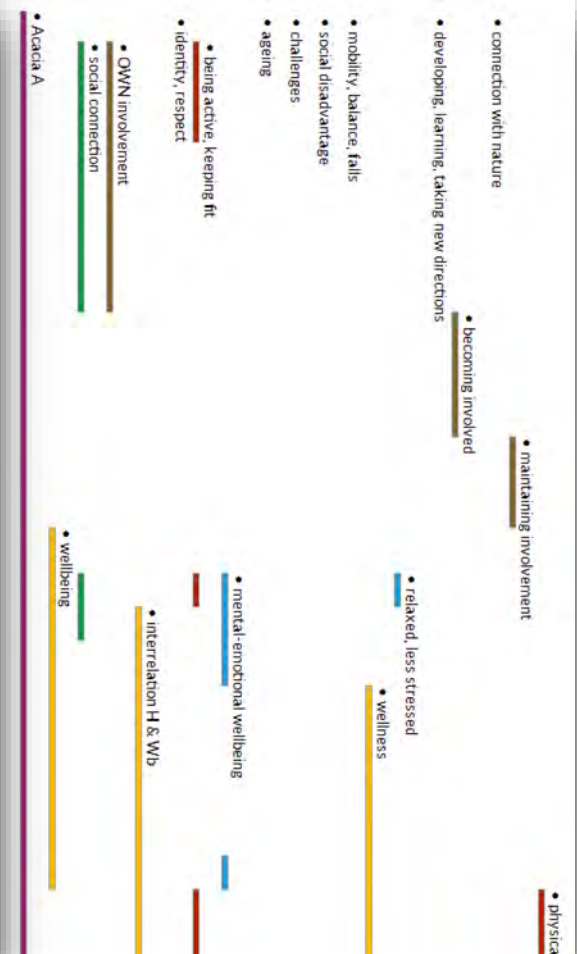 • physica
• maintaining involvement
• connection with nature
• becoming involved
• developing, learning, taking new directions
• relaxed, less stressed
• wellness
• mobility, balance, falls
• social disadvantage
• challenges
• ageing
• mental-emotional wellbeing
• being active, keeping fit
• identity, respect
• interrelation H & Wb
• OWN involvement
• social connection
• wellbeing
• Acacia A